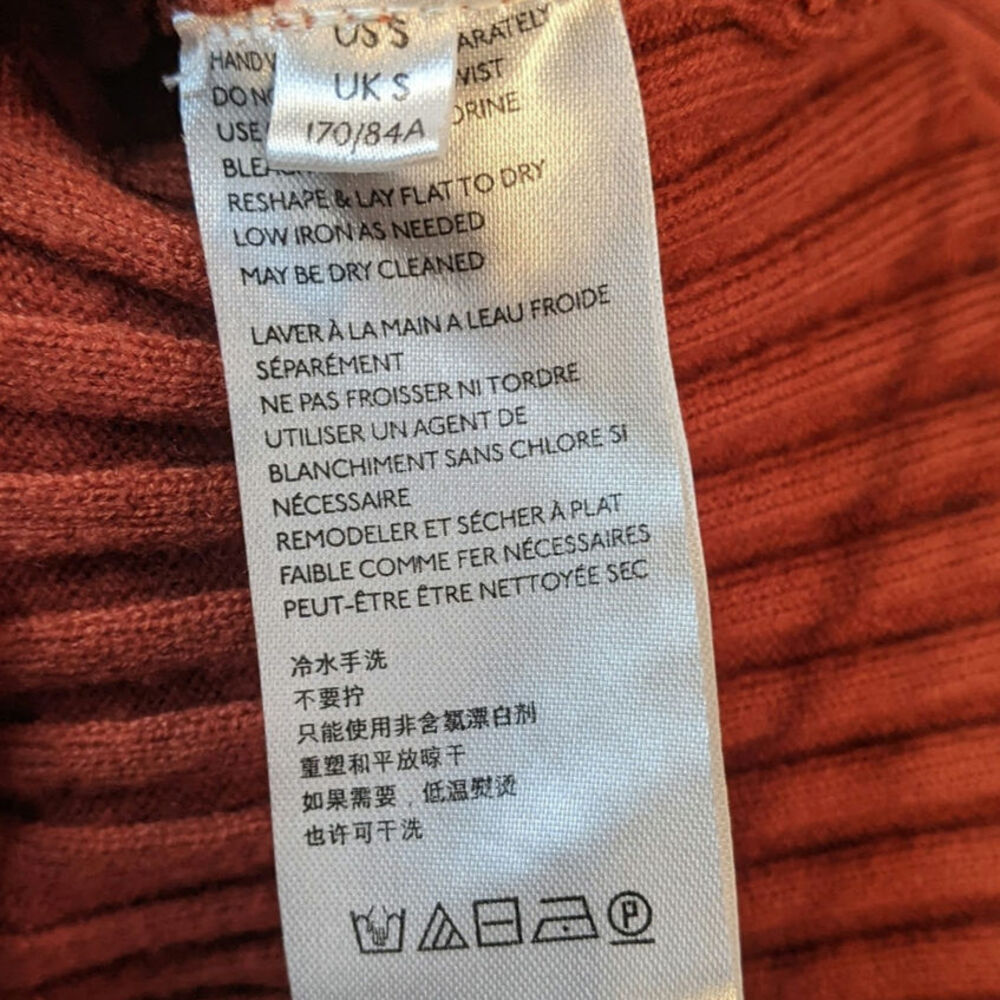 US S
UK S
170/84A
ARATELY
HANDW
VIST
DO NO
ORINE
USE
RESHAPE & LAY FLAT TO DRY
LOW IRON AS NEEDED
MAY BE DRY CLEANED
LAVER À LA MAIN A LEAU FROIDE
SÉPARÉMENT
NE PAS FROISSER NI TORDRE
UTILISER UN AGENT DE
BLANCHIMENT SANS CHLORE SI
NÉCESSAIRE
REMODELER ET SÉCHER À PLAT
FAIBLE COMME FER NÉCESSAIRES
PEUT-ÊTRE ÊTRE NETTOYÉE SEC
冷水手洗
不要拧
只能使用非含氯漂白剂
重塑和平放晾干
如果需要，低温熨烫
也许可干洗
P